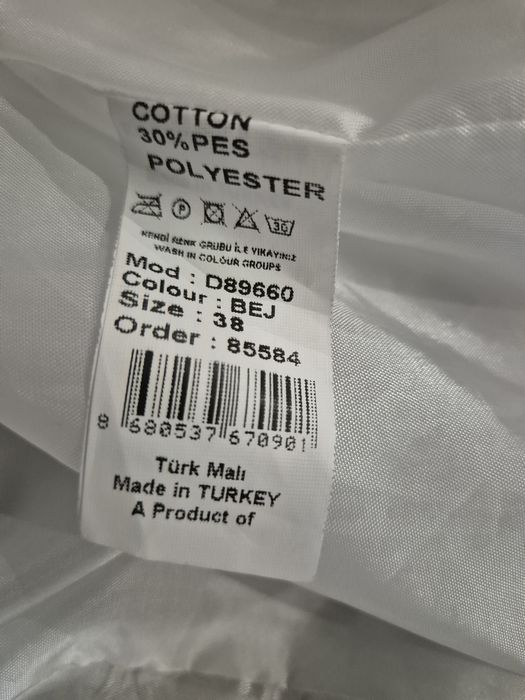 COTTON
30%PES
POLYESTER
P
30
KENDİ RENK GRUBU İLE YIKAYINIZ
WASH IN COLOUR GROUPS
Mod : D89660
Colour : BEJ
Size : 38
Order : 85584
8 680537 670901
Türk Malı
Made in TURKEY
A Product of